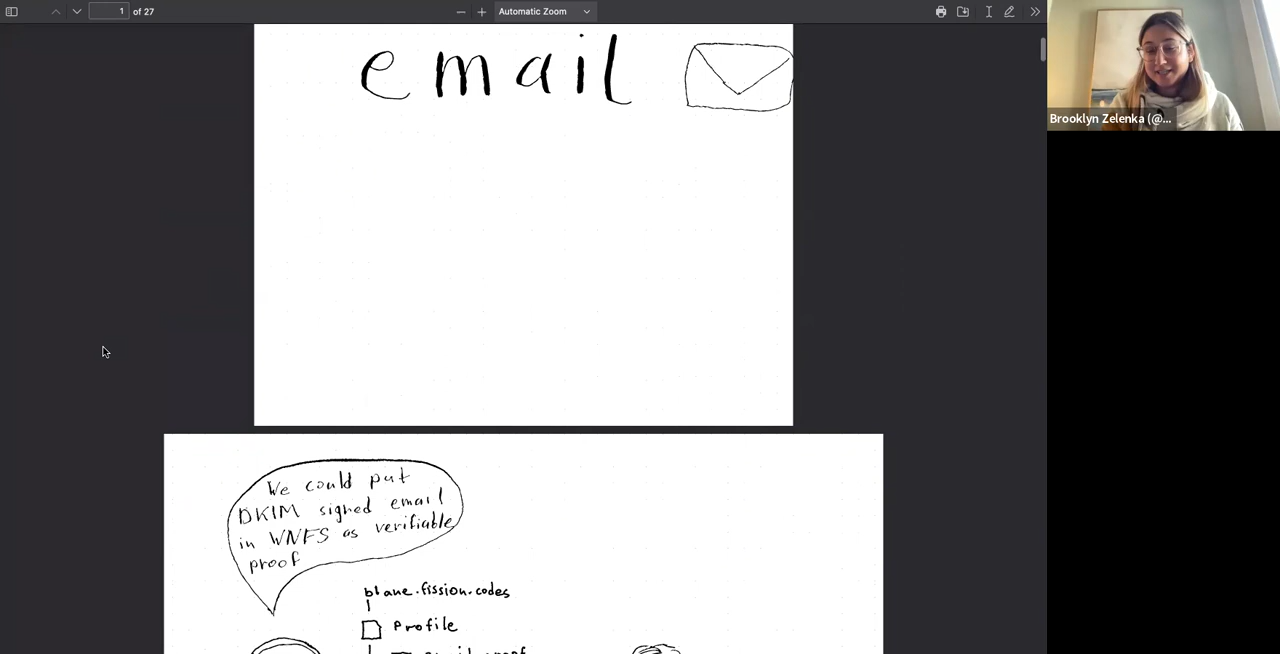 1 of 27
Automatic Zoom
Brooklyn Zelenka (@...
email
We could put
DKIM signed email
in WNFS as verifiable
proof
blane.fission.codes
Profile